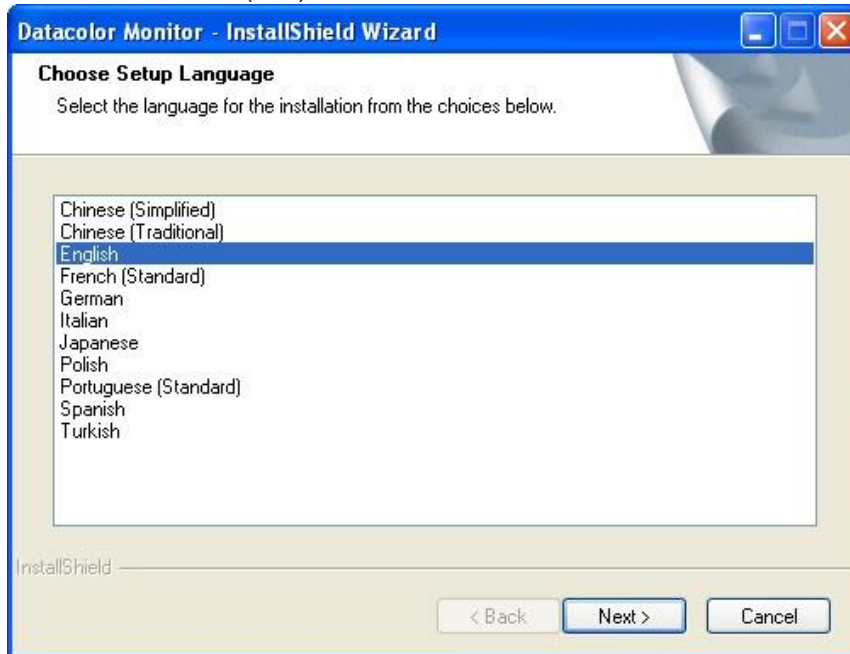 Datacolor Monitor - InstallShield Wizard
Choose Setup Language
Select the language for the installation from the choices below.
Chinese (Simplified)
Chinese (Traditional)
English
French (Standard)
German
Italian
Japanese
Polish
Portuguese (Standard)
Spanish
Turkish
InstallShield
< Back Next > Cancel